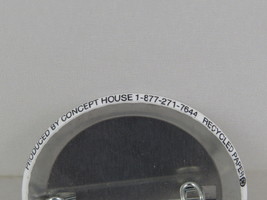 PRODUCED BY CONCEPT HOUSE 1-877-271-7644 RECYCLED PAPER